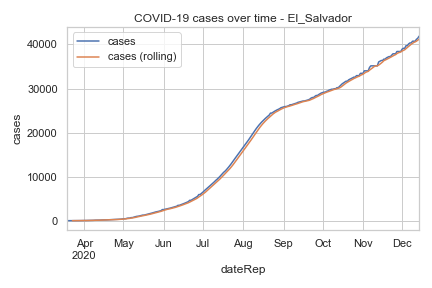 COVID-19 cases over time - El_Salvador
cases
cases (rolling)
40000
30000
20000
10000
0
cases
Apr May Jun Jul Aug Sep Oct Nov Dec
2020
dateRep